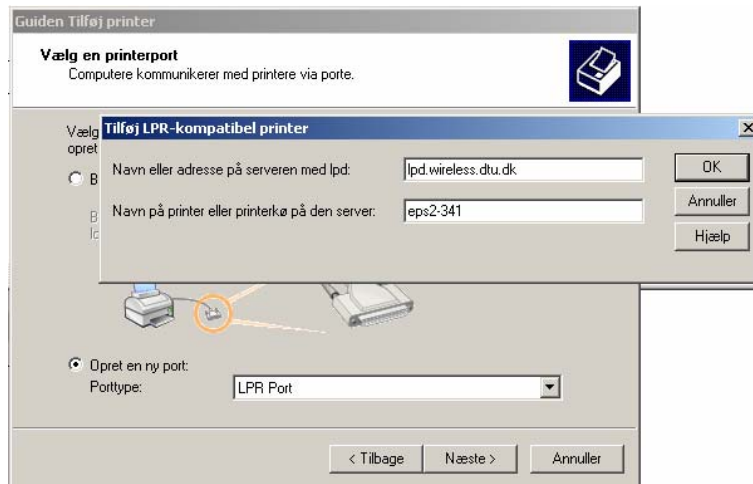 Guiden Tilføj printer
Vælg en printerport
Computere kommunikerer med printere via porte.
Vælg
opret
Tilføj LPR-kompatibel printer
Navn eller adresse på serveren med lpd:
lpd.wireless.dtu.dk
OK
Navn på printer eller printerkø på den server:
eps2-341
Annuller
Hjælp
B
B
Opret en ny port:
Porttype:
LPR Port
< Tilbage
Næste >
Annuller